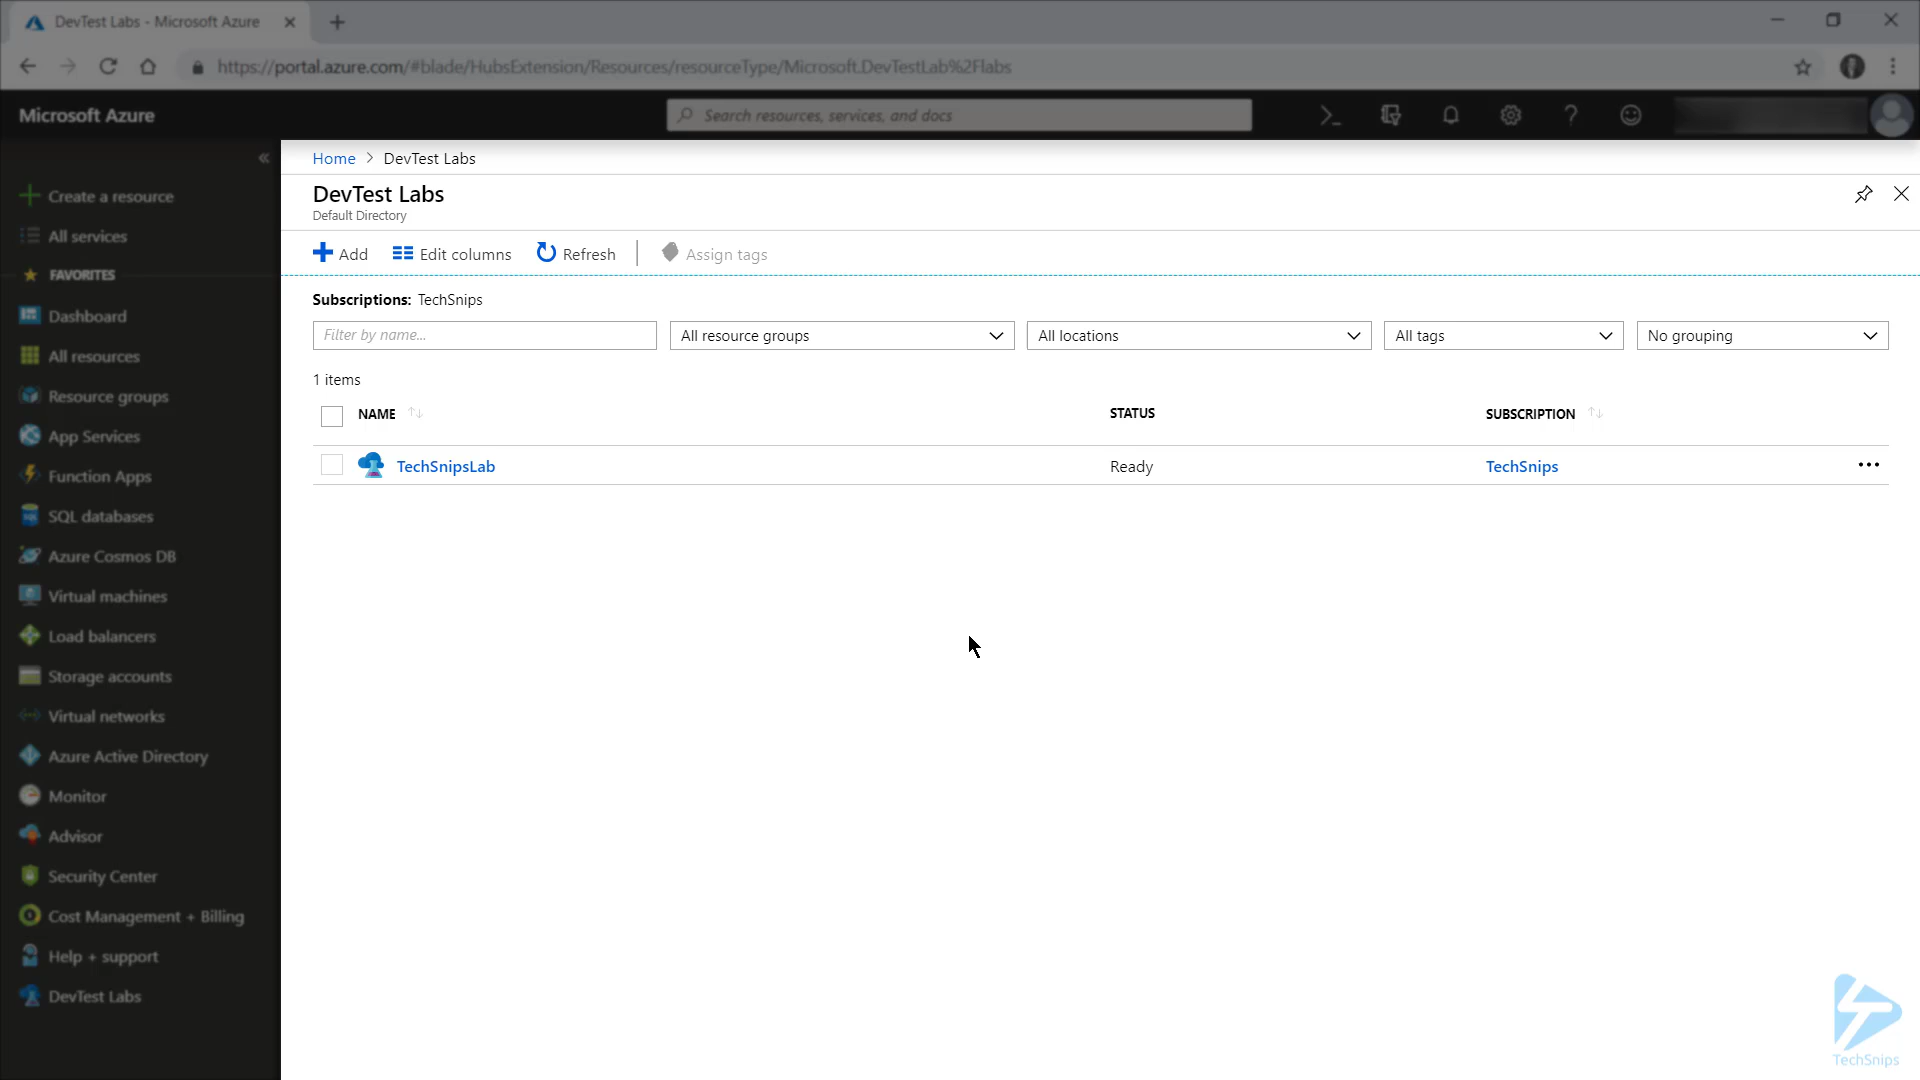 DevTest Labs - Microsoft Azure
https://portal.azure.com/#blade/HubsExtension/Resources/resourceType/Microsoft.DevTestLab%2Flabs
Microsoft Azure
Search resources, services, and docs
Create a resource
All services
FAVORITES
Dashboard
All resources
Resource groups
App Services
Function Apps
SQL databases
Azure Cosmos DB
Virtual machines
Load balancers
Storage accounts
Virtual networks
Azure Active Directory
Monitor
Advisor
Security Center
Cost Management + Billing
Help + support
DevTest Labs
Home > DevTest Labs
DevTest Labs
Default Directory
Add Edit columns Refresh Assign tags
Subscriptions: TechSnips
Filter by name... All resource groups All locations All tags No grouping
1 items
NAME STATUS SUBSCRIPTION
TechSnipsLab Ready TechSnips
TechSnips